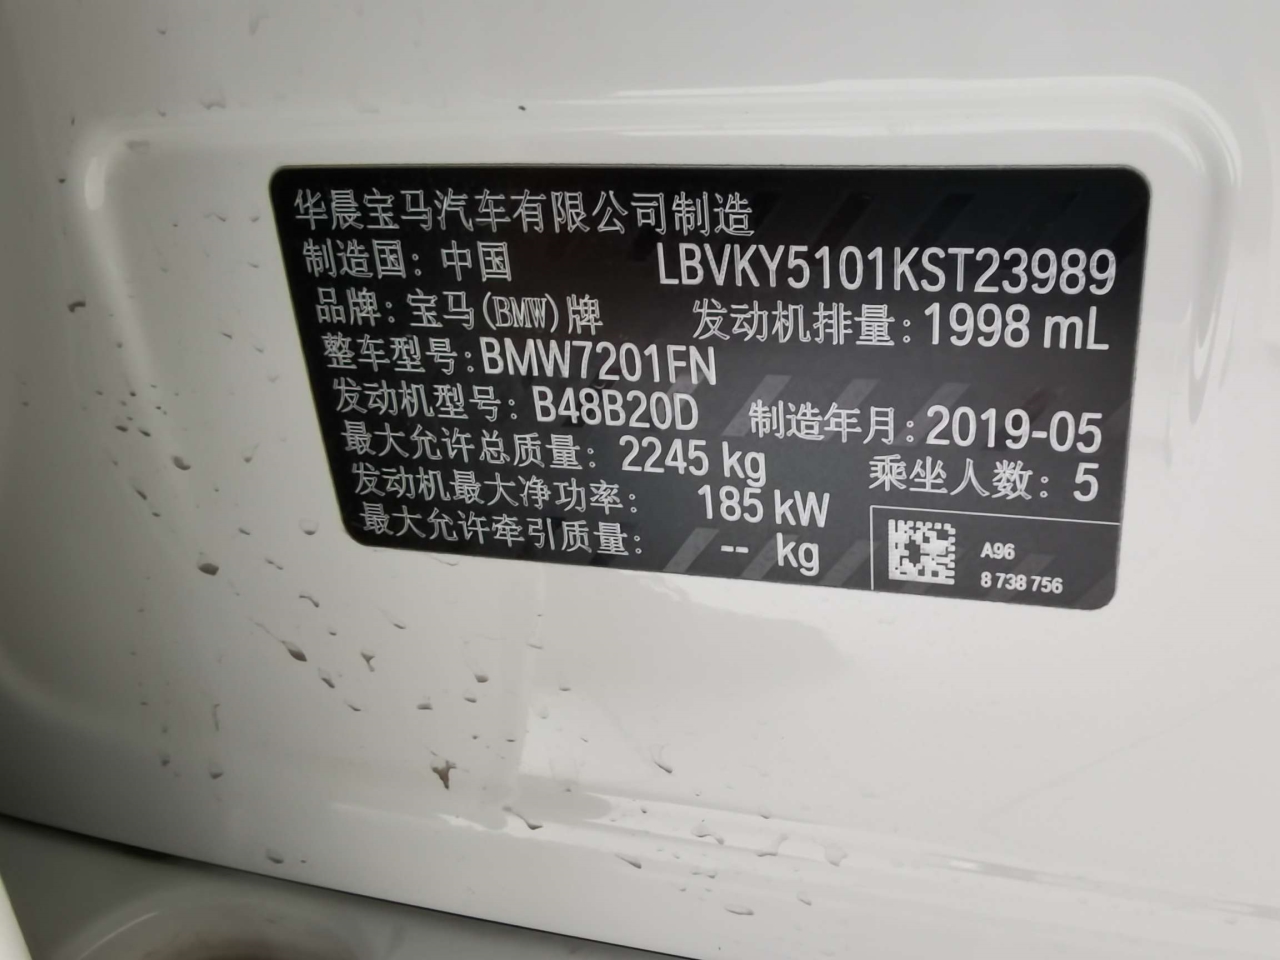 华晨宝马汽车有限公司制造
制造国：中国 LBVKY5101KST23989
品牌：宝马(BMW)牌 发动机排量：1998 mL
整车型号：BMW7201FN
发动机型号：B48B20D 制造年月：2019-05
最大允许总质量：2245 kg 乘坐人数：5
发动机最大净功率：185 kW
最大允许牵引质量：-- kg
A96
8 738 756